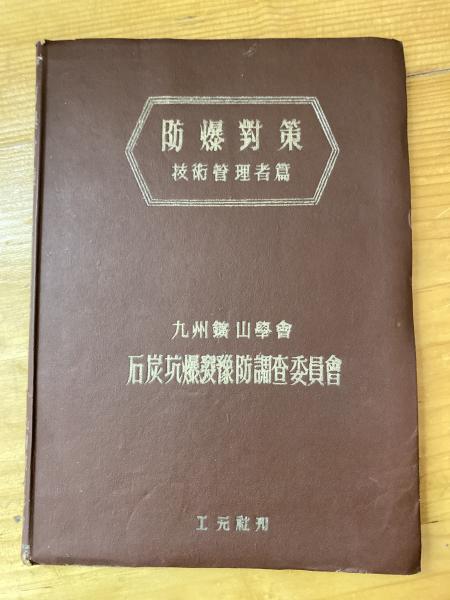 防爆對策
技術管理者篇
九州鑛山學會
石炭坑爆發豫防調査委員會
工元社刊